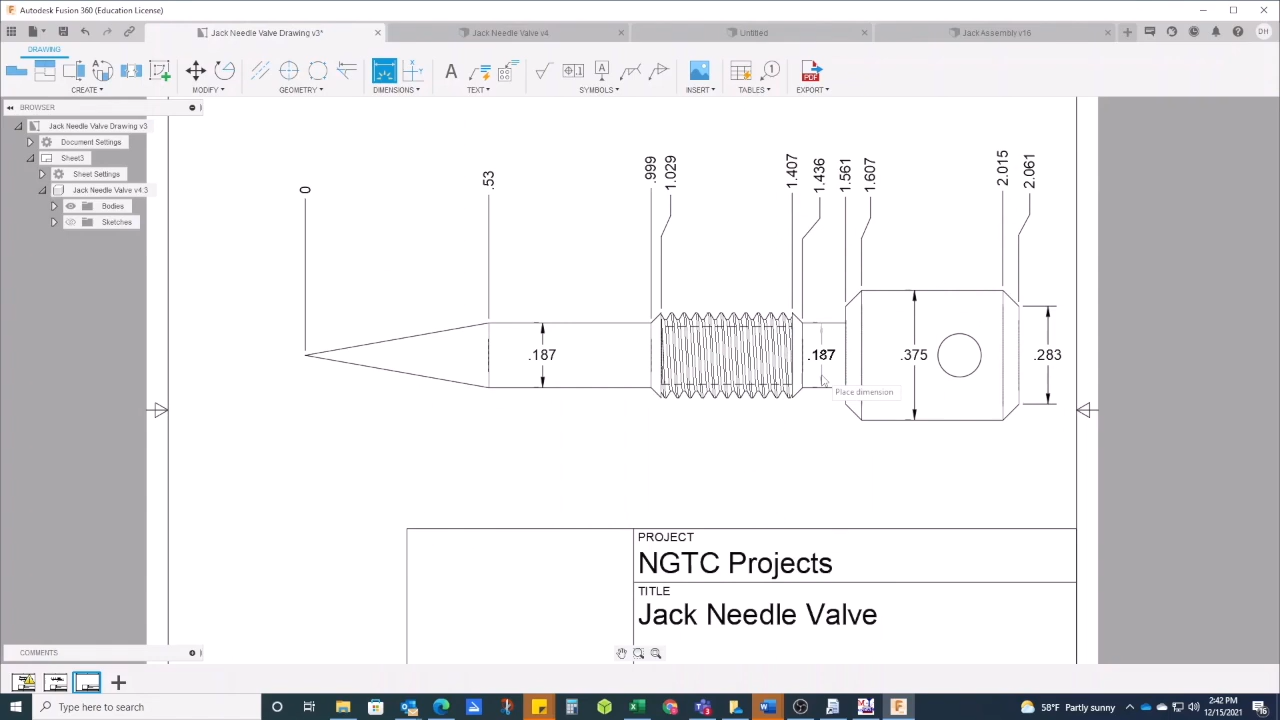 Autodesk Fusion 360 (Education License)
Jack Needle Valve Drawing v3*
Jack Needle Valve v4
Untitled
Jack Assembly v16
DH
DRAWING
CREATE
MODIFY
GEOMETRY
DIMENSIONS
TEXT
SYMBOLS
INSERT
TABLES
EXPORT
BROWSER
Jack Needle Valve Drawing v3
Document Settings
Sheet3
Sheet Settings
Jack Needle Valve v4:3
Bodies
Sketches
0
.53
.999
1.029
1.407
1.436
1.561
1.607
2.015
2.061
.187
.187
.375
.283
Place dimension
PROJECT
NGTC Projects
TITLE
Jack Needle Valve
COMMENTS
Type here to search
58°F Partly sunny
2:42 PM
12/15/2021